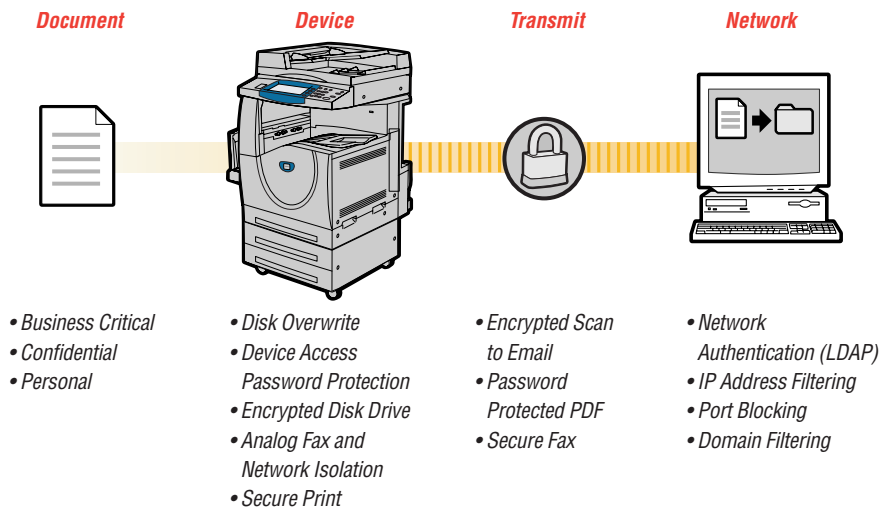 Document
Device
Transmit
Network
• Business Critical
• Confidential
• Personal
• Disk Overwrite
• Device Access
Password Protection
• Encrypted Disk Drive
• Analog Fax and
Network Isolation
• Secure Print
• Encrypted Scan
to Email
• Password
Protected PDF
• Secure Fax
• Network
Authentication (LDAP)
• IP Address Filtering
• Port Blocking
• Domain Filtering